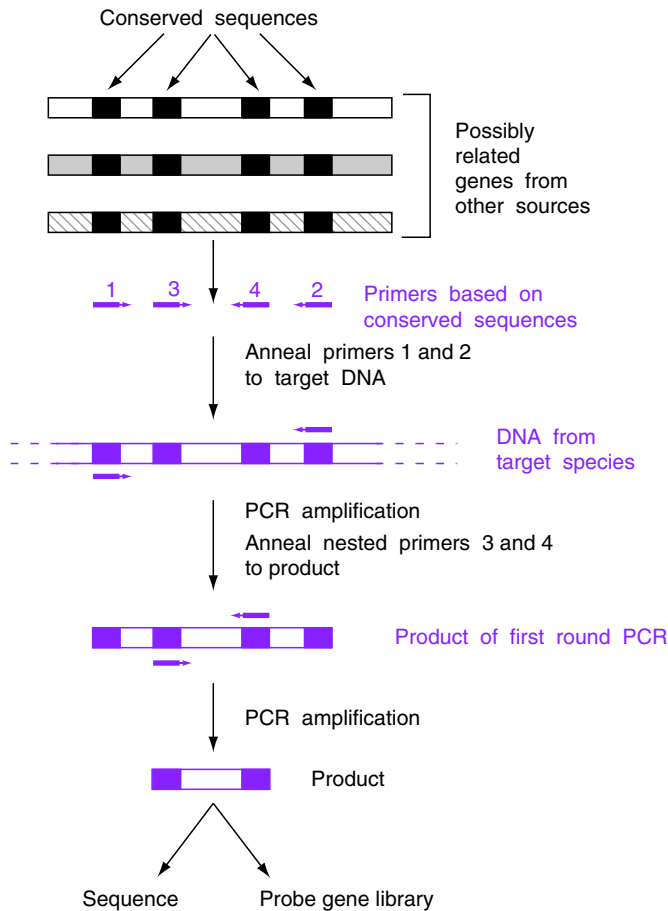 Conserved sequences
Possibly
related
genes from
other sources
1 3 4 2
Primers based on
conserved sequences
Anneal primers 1 and 2
to target DNA
DNA from
target species
PCR amplification
Anneal nested primers 3 and 4
to product
Product of first round PCR
PCR amplification
Product
Sequence
Probe gene library